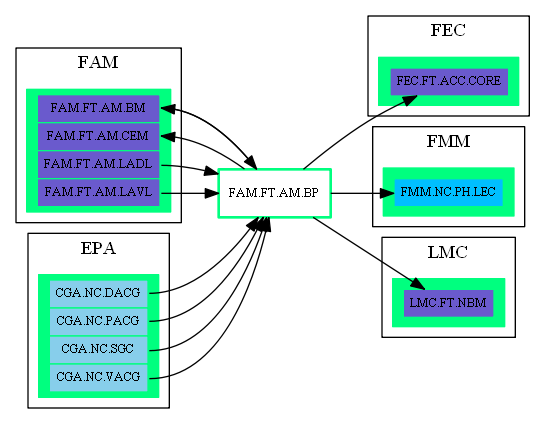 FAM
FAM.FT.AM.BM
FAM.FT.AM.CEM
FAM.FT.AM.LADL
FAM.FT.AM.LAVL
EPA
CGA.NC.DACG
CGA.NC.PACG
CGA.NC.SGC
CGA.NC.VACG
FAM.FT.AM.BP
FEC
FEC.FT.ACC.CORE
FMM
FMM.NC.PH.LEC
LMC
LMC.FT.NBM